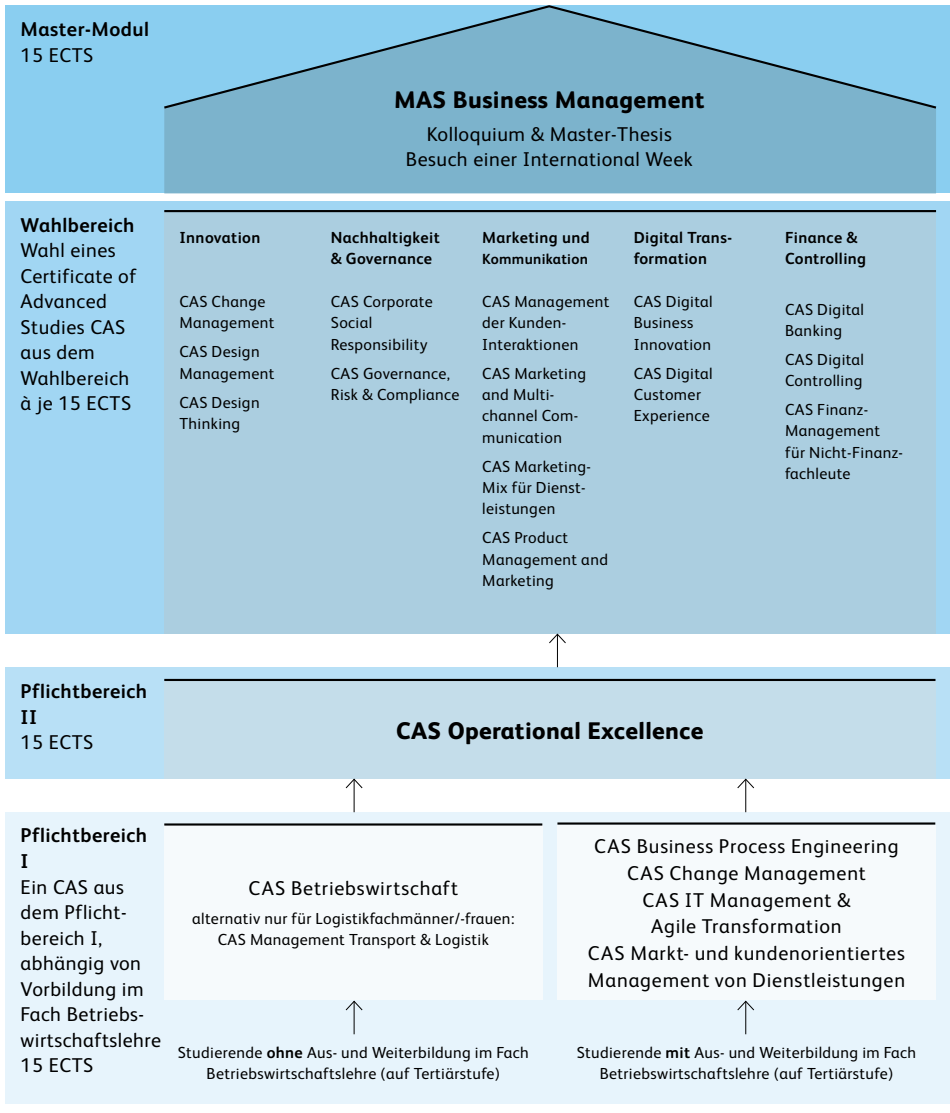 Master-Modul
15 ECTS
MAS Business Management
Kolloquium & Master-Thesis
Besuch einer International Week
Wahlbereich
Wahl eines
Certificate of
Advanced
Studies CAS
aus dem
Wahlbereich
à je 15 ECTS
Innovation
CAS Change
Management
CAS Design
Management
CAS Design
Thinking
Nachhaltigkeit
& Governance
CAS Corporate
Social
Responsibility
CAS Governance,
Risk & Compliance
Marketing und
Kommunikation
CAS Management
der Kunden-
Interaktionen
CAS Marketing
and Multi-
channel Com-
munication
CAS Marketing-
Mix für Dienst-
leistungen
CAS Product
Management and
Marketing
Digital Trans-
formation
CAS Digital
Business
Innovation
CAS Digital
Customer
Experience
Finance &
Controlling
CAS Digital
Banking
CAS Digital
Controlling
CAS Finanz-
Management
für Nicht-Finanz-
fachleute
Pflichtbereich
II
15 ECTS
CAS Operational Excellence
Pflichtbereich
I
Ein CAS aus
dem Pflicht-
bereich I,
abhängig von
Vorbildung im
Fach Betriebs-
wirtschaftslehre
15 ECTS
CAS Betriebswirtschaft
alternativ nur für Logistikfachmänner/-frauen:
CAS Management Transport & Logistik
CAS Business Process Engineering
CAS Change Management
CAS IT Management &
Agile Transformation
CAS Markt- und kundenorientiertes
Management von Dienstleistungen
Studierende ohne Aus- und Weiterbildung im Fach
Betriebswirtschaftslehre (auf Tertiärstufe)
Studierende mit Aus- und Weiterbildung im Fach
Betriebswirtschaftslehre (auf Tertiärstufe)